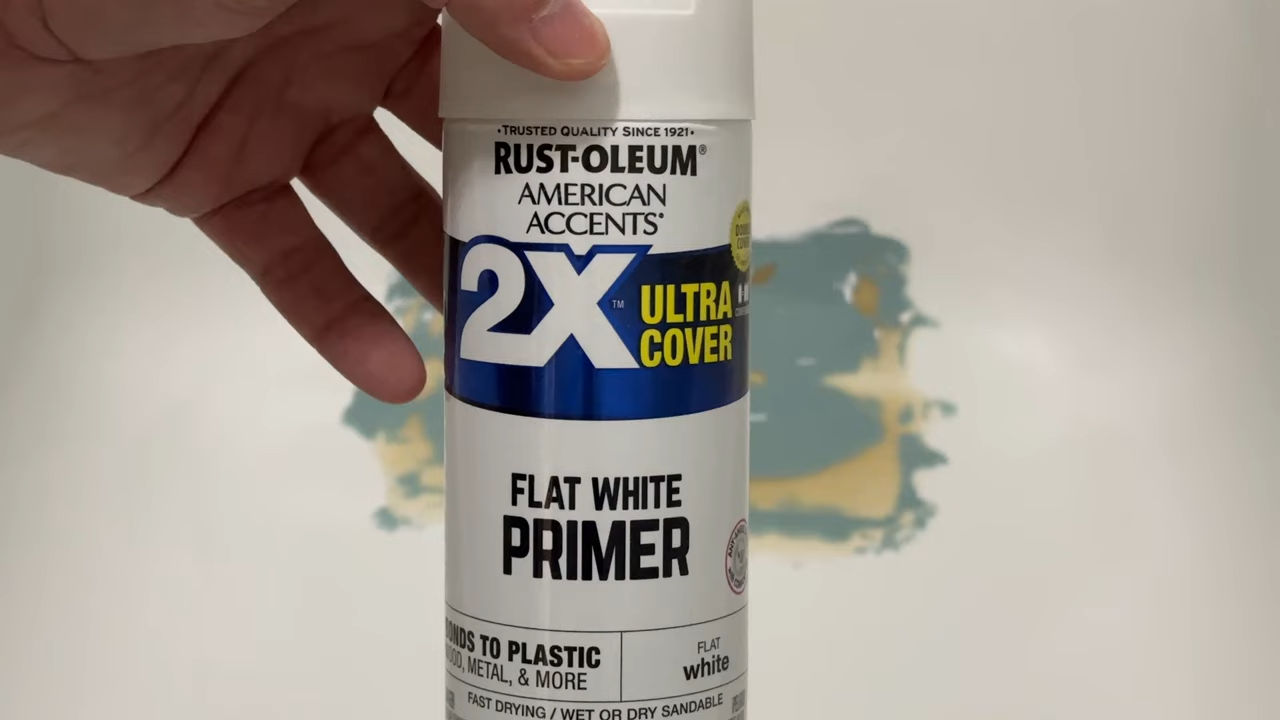 •TRUSTED QUALITY SINCE 1921•
RUST-OLEUM®
AMERICAN
ACCENTS®
2X™
ULTRA
COVER
FLAT WHITE
PRIMER
BONDS TO PLASTIC
WOOD, METAL, & MORE
FLAT
white
FAST DRYING / WET OR DRY SANDABLE